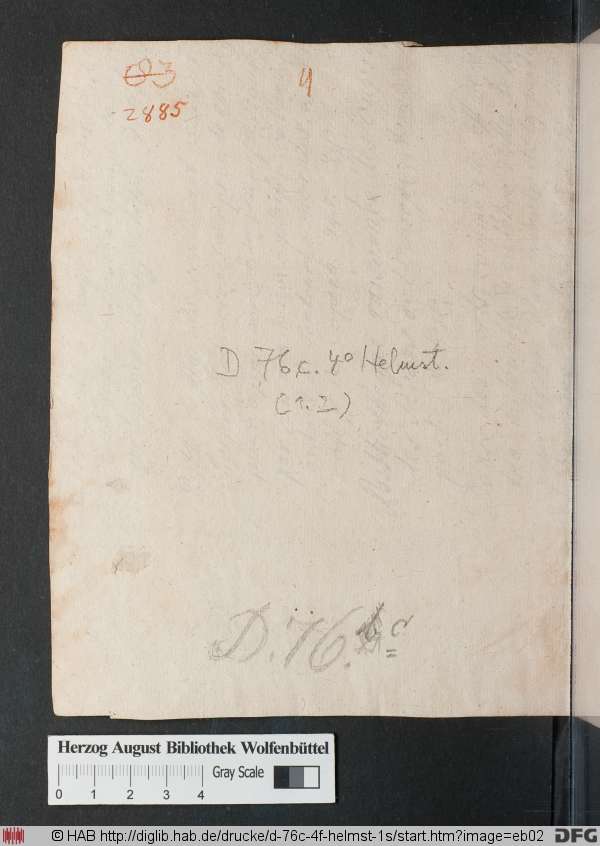 4
2885
D 76c. 4° Helmst.
(1.2)
D. 76. c
Herzog August Bibliothek Wolfenbüttel
Gray Scale
0 1 2 3 4
© HAB http://diglib.hab.de/drucke/d-76c-4f-helmst-1s/start.htm?image=eb02
DFG